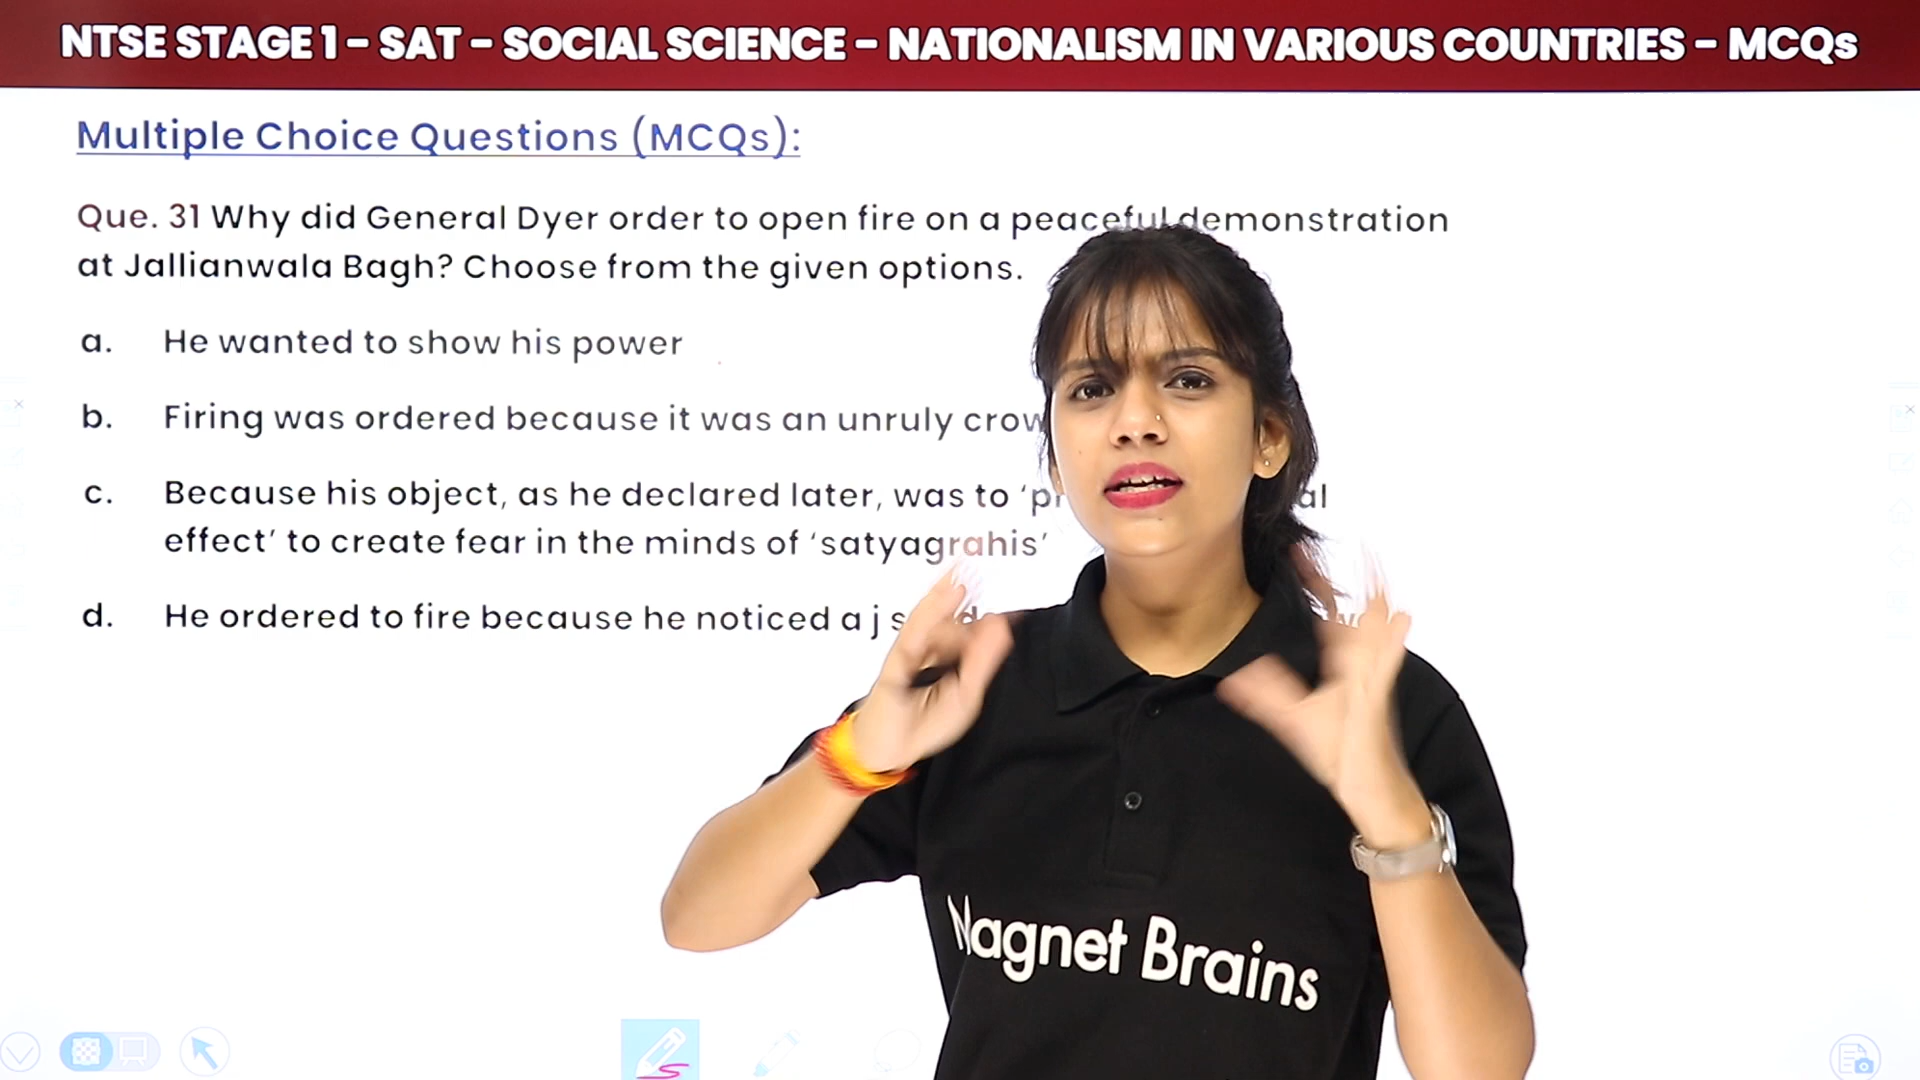 NTSE STAGE 1 - SAT - SOCIAL SCIENCE - NATIONALISM IN VARIOUS COUNTRIES - MCQs
Multiple Choice Questions (MCQs):
Que. 31 Why did General Dyer order to open fire on a peaceful demonstration
at Jallianwala Bagh? Choose from the given options.
a. He wanted to show his power
b. Firing was ordered because it was an unruly
c. Because his object, as he declared later, was to
effect' to create fear in the minds of 'satyagrahis'
d. He ordered to fire because he noticed a j
Magnet Brains